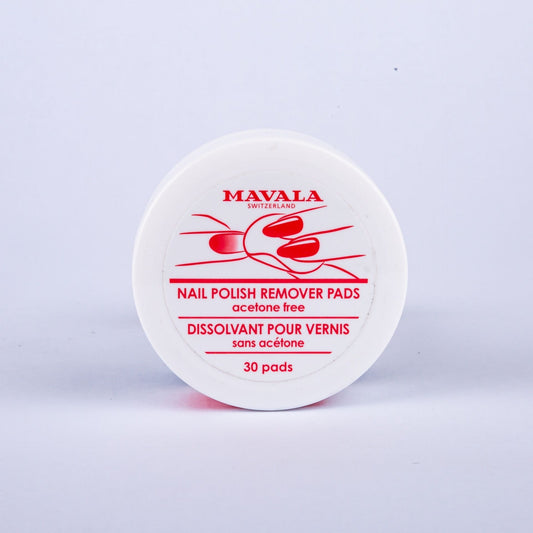 MAVALA
SWITZERLAND
NAIL POLISH REMOVER PADS
acetone free
DISSOLVANT POUR VERNIS
sans acétone
30 pads